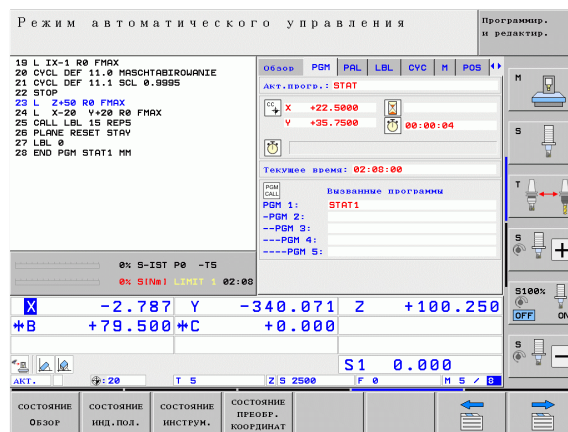 Режим автоматического управления
Программир.
и редактир.
19 L IX-1 R0 FMAX
20 CYCL DEF 11.0 MASCHTABIROWANIE
21 CYCL DEF 11.1 SCL 0.9995
22 STOP
23 L Z+50 R0 FMAX
24 L X-20 Y+20 R0 FMAX
25 CALL LBL 15 REP5
26 PLANE RESET STAY
27 LBL 0
28 END PGM STAT1 MM
Обзор PGM PAL LBL CYC M POS
Акт.прогр.: STAT
CC X +22.5000
Y +35.7500 00:00:04
Текущее время: 02:08:00
PGM CALL Вызванные программы
PGM 1: STAT1
-PGM 2:
--PGM 3:
---PGM 4:
----PGM 5:
0% S-IST P0 -T5
0% S[Nm] LIMIT 1 02:08
X -2.787 Y -340.071 Z +100.250
B +79.500 C +0.000
S1 0.000
АКТ. : 20 T 5 Z S 2500 F 0 M 5 / 8
M
S
T
S +
S100%
OFF ON
S -
СОСТОЯНИЕ ОБЗОР
СОСТОЯНИЕ ИНД.ПОЛ.
СОСТОЯНИЕ ИНСТРУМ.
СОСТОЯНИЕ ПРЕОБР. КООРДИНАТ